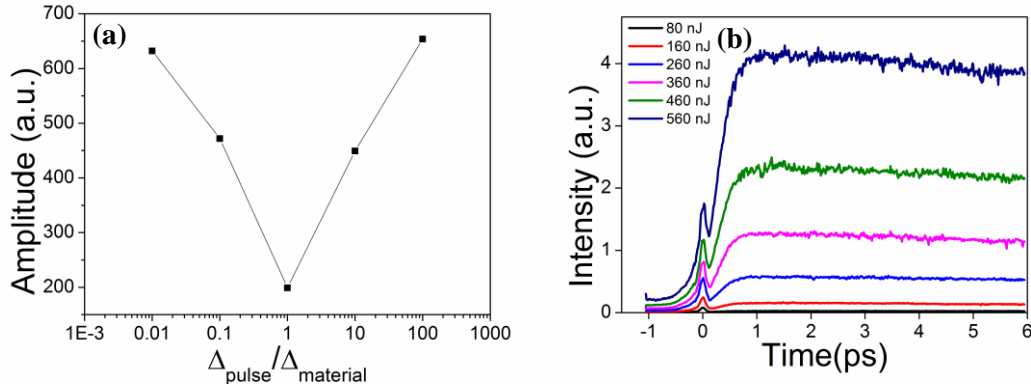 (a)
Amplitude (a.u.)
700
600
500
400
300
200
1E-3 0.01 0.1 1 10 100 1000
Δpulse/Δmaterial
(b)
80 nJ
160 nJ
260 nJ
360 nJ
460 nJ
560 nJ
Intensity (a.u.)
4
3
2
1
0
-1 0 1 2 3 4 5 6
Time(ps)